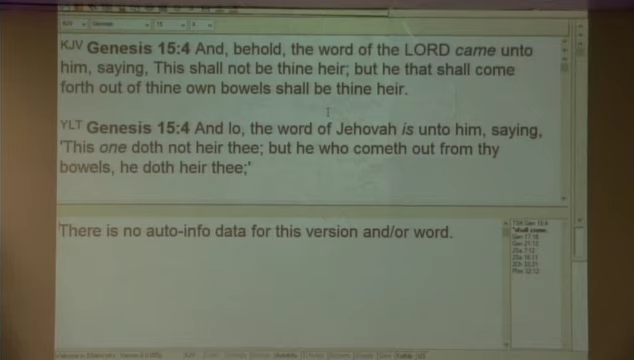 KJV Genesis 15:4 And, behold, the word of the LORD came unto
him, saying, This shall not be thine heir; but he that shall come
forth out of thine own bowels shall be thine heir.
YLT Genesis 15:4 And lo, the word of Jehovah is unto him, saying,
'This one doth not heir thee; but he who cometh out from thy
bowels, he doth heir thee;'
There is no auto-info data for this version and/or word.
"shall come.